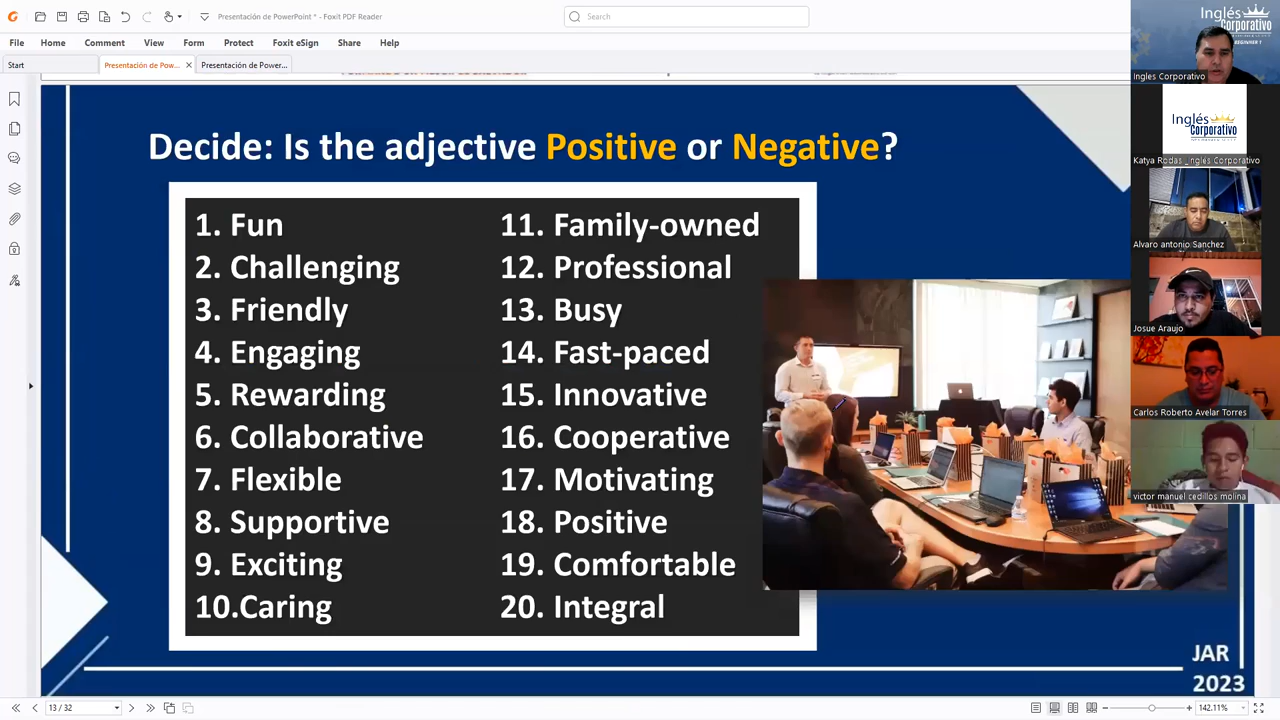 Presentación de PowerPoint * - Foxit PDF Reader
Search
File Home Comment View Form Protect Foxit eSign Share Help
Start
Presentación de Pow... ×
Presentación de Power...
Decide: Is the adjective Positive or Negative?
1. Fun
2. Challenging
3. Friendly
4. Engaging
5. Rewarding
6. Collaborative
7. Flexible
8. Supportive
9. Exciting
10.Caring
11. Family-owned
12. Professional
13. Busy
14. Fast-paced
15. Innovative
16. Cooperative
17. Motivating
18. Positive
19. Comfortable
20. Integral
JAR
2023
Inglés
Corporativo
BEGINNER 1
Ingles Corporativo
Inglés
Corporativo
Katya Rodas _Inglés Corporativo
Alvaro antonio Sanchez
Josue Araujo
Carlos Roberto Avelar Torres
victor manuel cedillos molina
13 / 32
142.11%